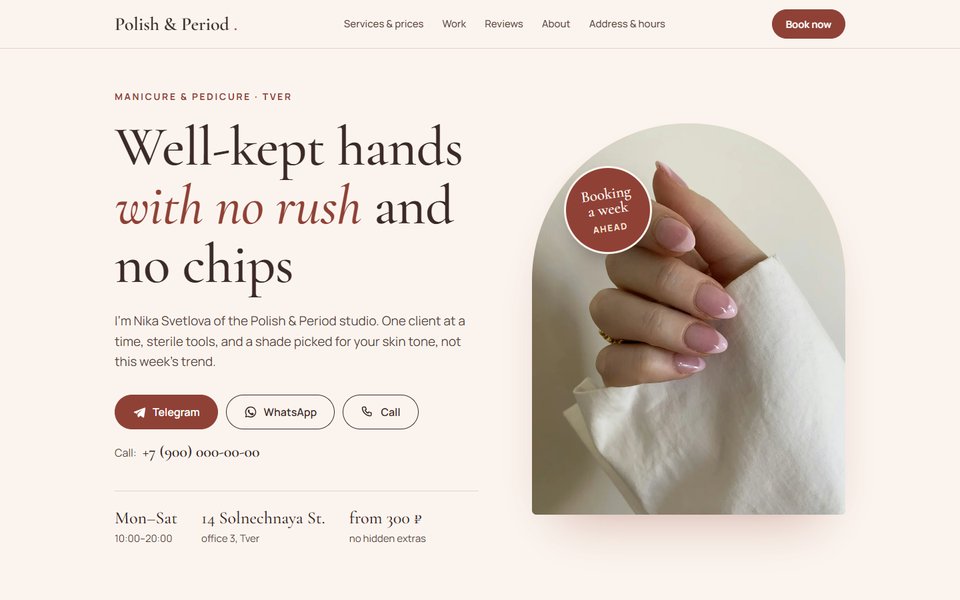 Polish & Period .
Services & prices
Work
Reviews
About
Address & hours
Book now
MANICURE & PEDICURE · TVER
Well-kept hands
with no rush and
no chips
I'm Nika Svetlova of the Polish & Period studio. One client at a
time, sterile tools, and a shade picked for your skin tone, not
this week's trend.
Telegram
WhatsApp
Call
Call: +7 (900) 000-00-00
Mon–Sat
10:00–20:00
14 Solnechnaya St.
office 3, Tver
from 300 ₽
no hidden extras
Booking
a week
AHEAD